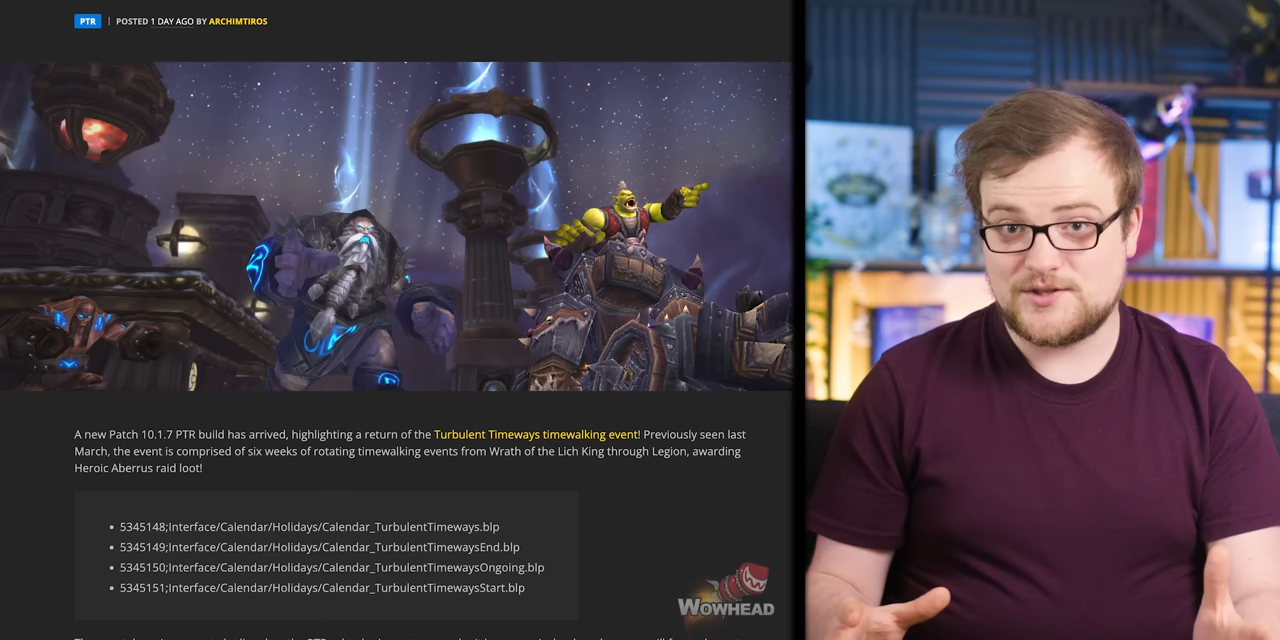 PTR | POSTED 1 DAY AGO BY ARCHIMTIROS
A new Patch 10.1.7 PTR build has arrived, highlighting a return of the Turbulent Timeways timewalking event! Previously seen last
March, the event is comprised of six weeks of rotating timewalking events from Wrath of the Lich King through Legion, awarding
Heroic Aberrus raid loot!
• 5345148;Interface/Calendar/Holidays/Calendar_TurbulentTimeways.blp
• 5345149;Interface/Calendar/Holidays/Calendar_TurbulentTimewaysEnd.blp
• 5345150;Interface/Calendar/Holidays/Calendar_TurbulentTimewaysOngoing.blp
• 5345151;Interface/Calendar/Holidays/Calendar_TurbulentTimewaysStart.blp
WOWHEAD